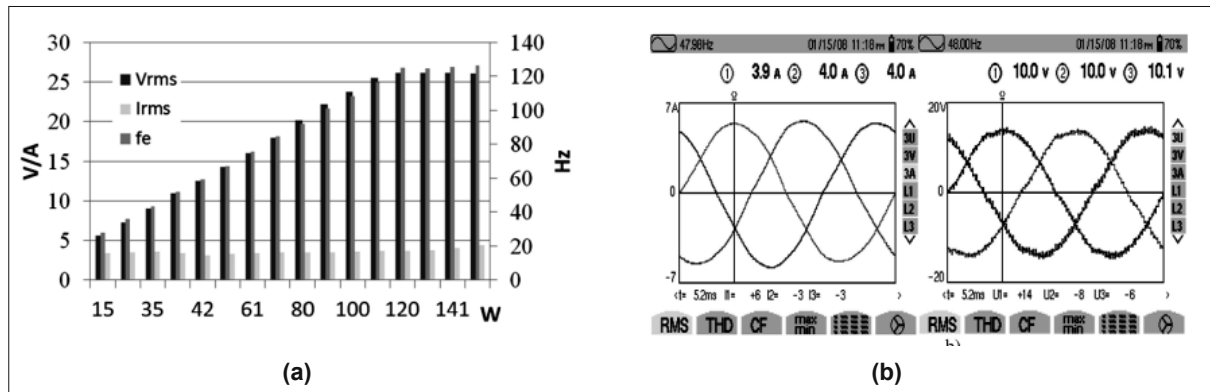 30
25
20
15
10
5
0
V/A
Vrms
Irms
fe
140
120
100
80
60
40
20
0
Hz
15 35 42 61 80 100 120 141 W
(a)
47.98Hz 01/15/08 11:18 70%
① 3.9 A ② 4.0 A ③ 4.0 A
7A
0
-7
3U
3V
3A
L1
L2
L3
<t= 5.2ms I1= +6 I2= -3 I3= -3 >
RMS THD CF max min
48.00Hz 01/15/08 11:18 70%
① 10.0 V ② 10.0 V ③ 10.1 V
20V
0
-20
3U
3V
3A
L1
L2
L3
<t= 5.2ms U1= +14 U2= -8 U3= -6 >
RMS THD CF max min
(b)